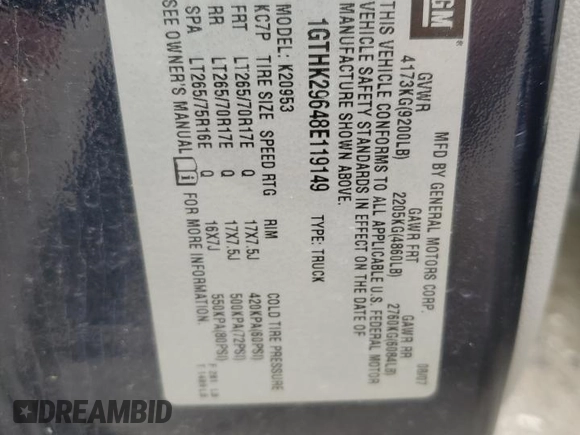 GM ®
MFD BY GENERAL MOTORS CORP. 08/07
GVWR GAWR FRT GAWR RR
4173KG(9200LB) 2205KG(4860LB) 2760KG(6084LB)
THIS VEHICLE CONFORMS TO ALL APPLICABLE U.S. FEDERAL MOTOR
VEHICLE SAFETY STANDARDS IN EFFECT ON THE DATE OF
MANUFACTURE SHOWN ABOVE.
1GTHK29648E119149 TYPE: TRUCK
MODEL: K20953
KC7P TIRE SIZE SPEED RTG RIM COLD TIRE PRESSURE
FRT LT265/70R17E Q 17X7.5J 420KPA(60PSI)
RR LT265/70R17E Q 17X7.5J 500KPA(72PSI)
SPA LT265/75R16E Q 16X7J 550KPA(80PSI)
SEE OWNER'S MANUAL i FOR MORE INFORMATION.
DREAMBID